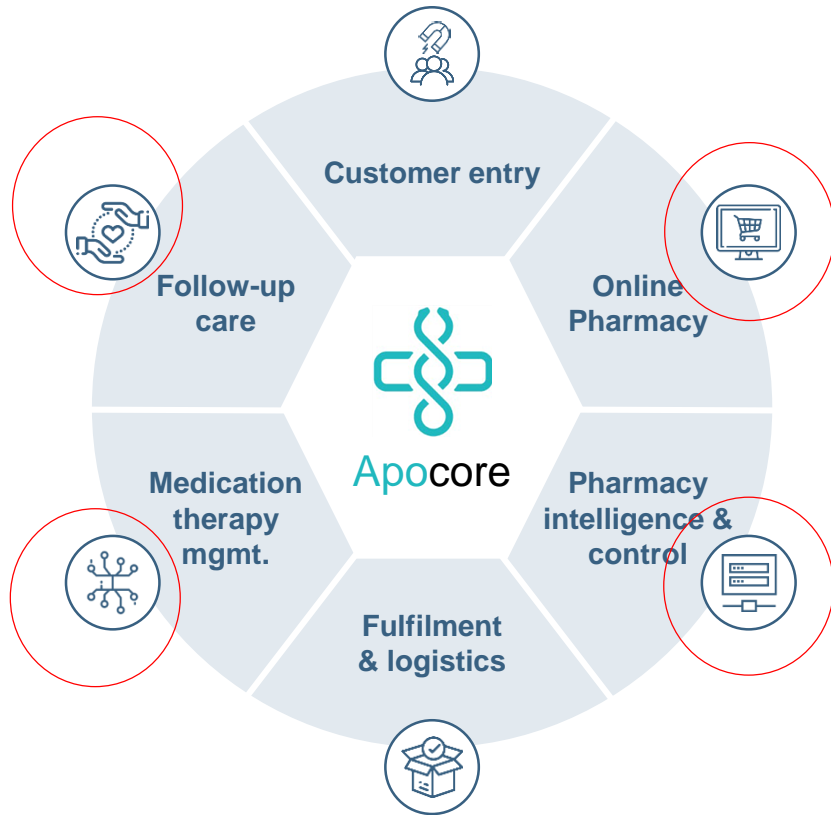 Customer entry
Online
Pharmacy
Pharmacy
intelligence &
control
Fulfilment
& logistics
Medication
therapy
mgmt.
Follow-up
care
Apocore